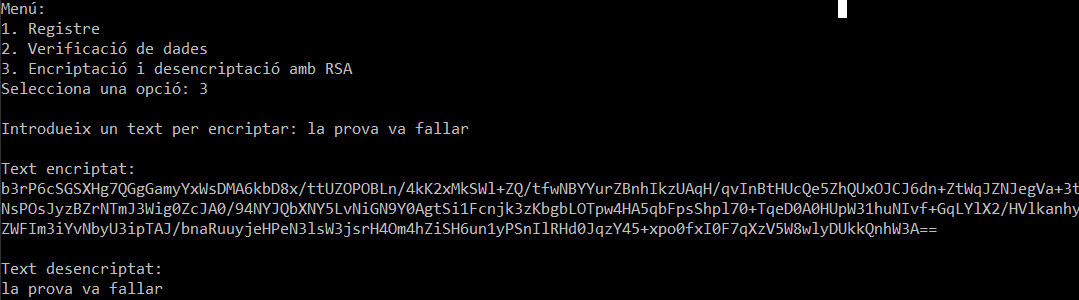 Menú:
1. Registre
2. Verificació de dades
3. Encriptació i desencriptació amb RSA
Selecciona una opció: 3
Introdueix un text per encriptar: la prova va fallar
Text encriptat:
b3rP6cSGSXHg7QGgGamyYxWsDMA6kbD8x/ttUZOPOBLn/4kK2xMkSWl+ZQ/tfwNBYYurZBnhIkzUAqH/qvInBtHUcQe5ZhQUxOJCJ6dn+ZtWqJZNJegVa+3t
NsPOsJyzBZrNTmJ3Wig0ZcJA0/94NYJQbXNY5LvNiGN9Y0AgtSi1Fcnjk3zKbgbLOTpw4HA5qbFpsShpl70+TqeD0A0HUpW31huNIvf+GqLYlX2/HVlkanhy
ZWFIm3iYvNbyU3ipTAJ/bnaRuuyjeHPeN3lsW3jsrH4Om4hZiSH6un1yPSnIlRHd0JqzY45+xpo0fxI0F7qXzV5W8wlyDUkkQnhW3A==
Text desencriptat:
la prova va fallar